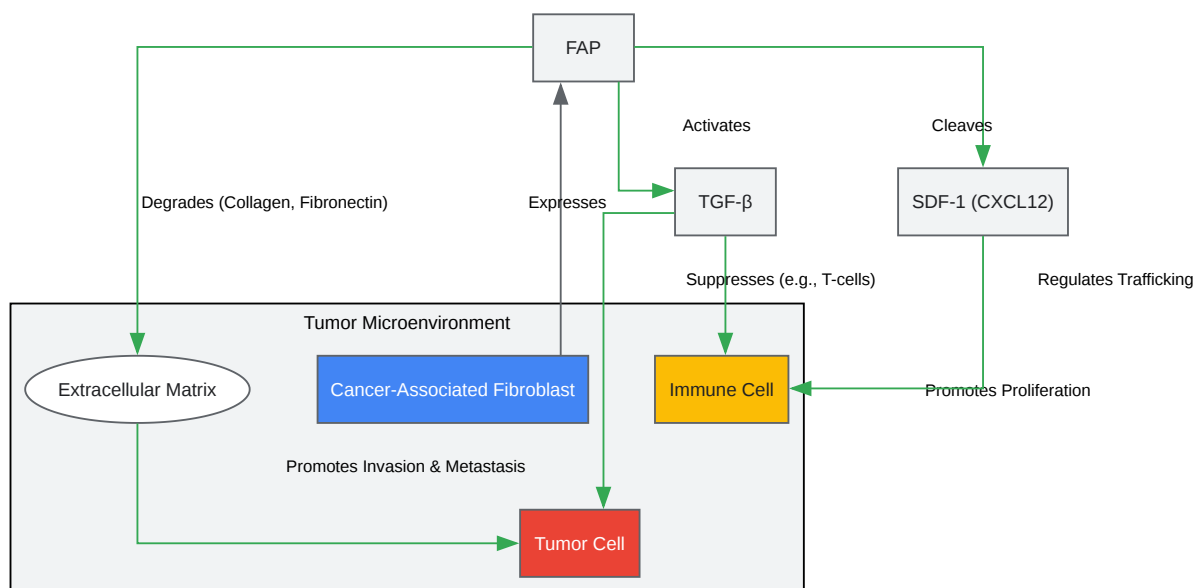 FAP
Activates
Cleaves
Degrades (Collagen, Fibronectin)
Expresses
TGF-β
SDF-1 (CXCL12)
Suppresses (e.g., T-cells)
Regulates Trafficking
Tumor Microenvironment
Extracellular Matrix
Cancer-Associated Fibroblast
Immune Cell
Promotes Proliferation
Promotes Invasion & Metastasis
Tumor Cell